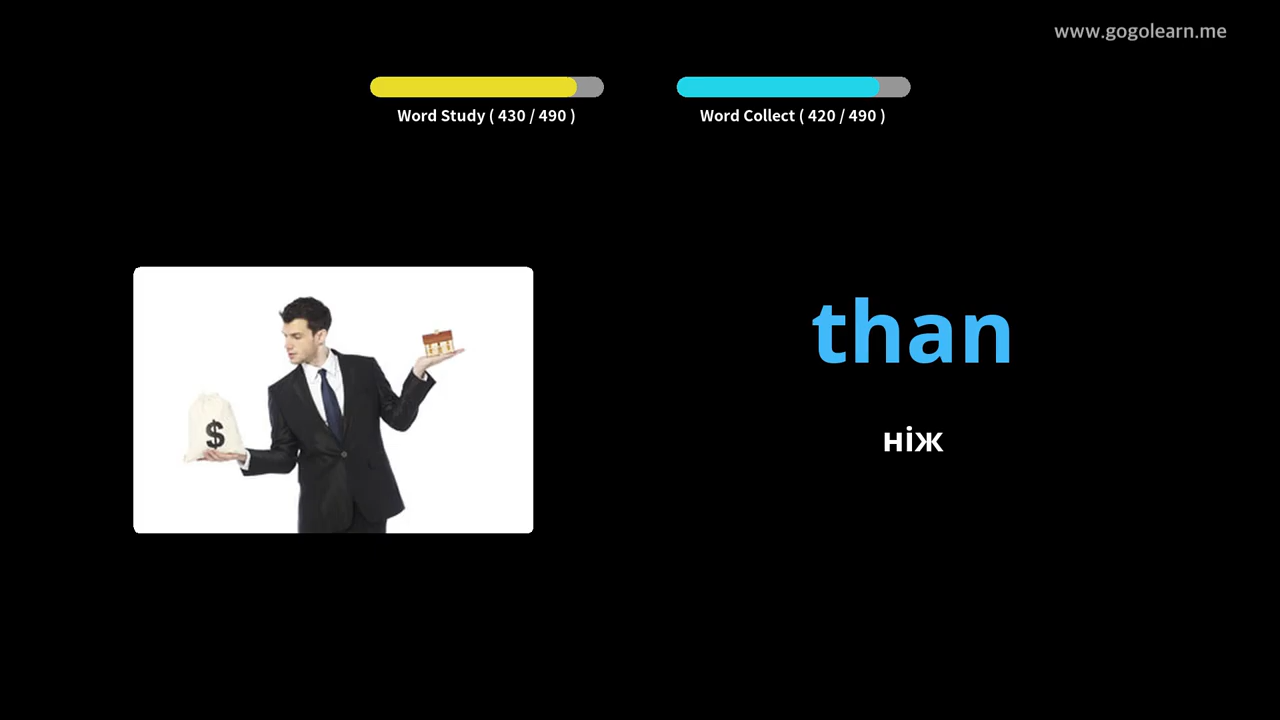 www.gogolearn.me
Word Study ( 430 / 490 )
Word Collect ( 420 / 490 )
$
than
ніж